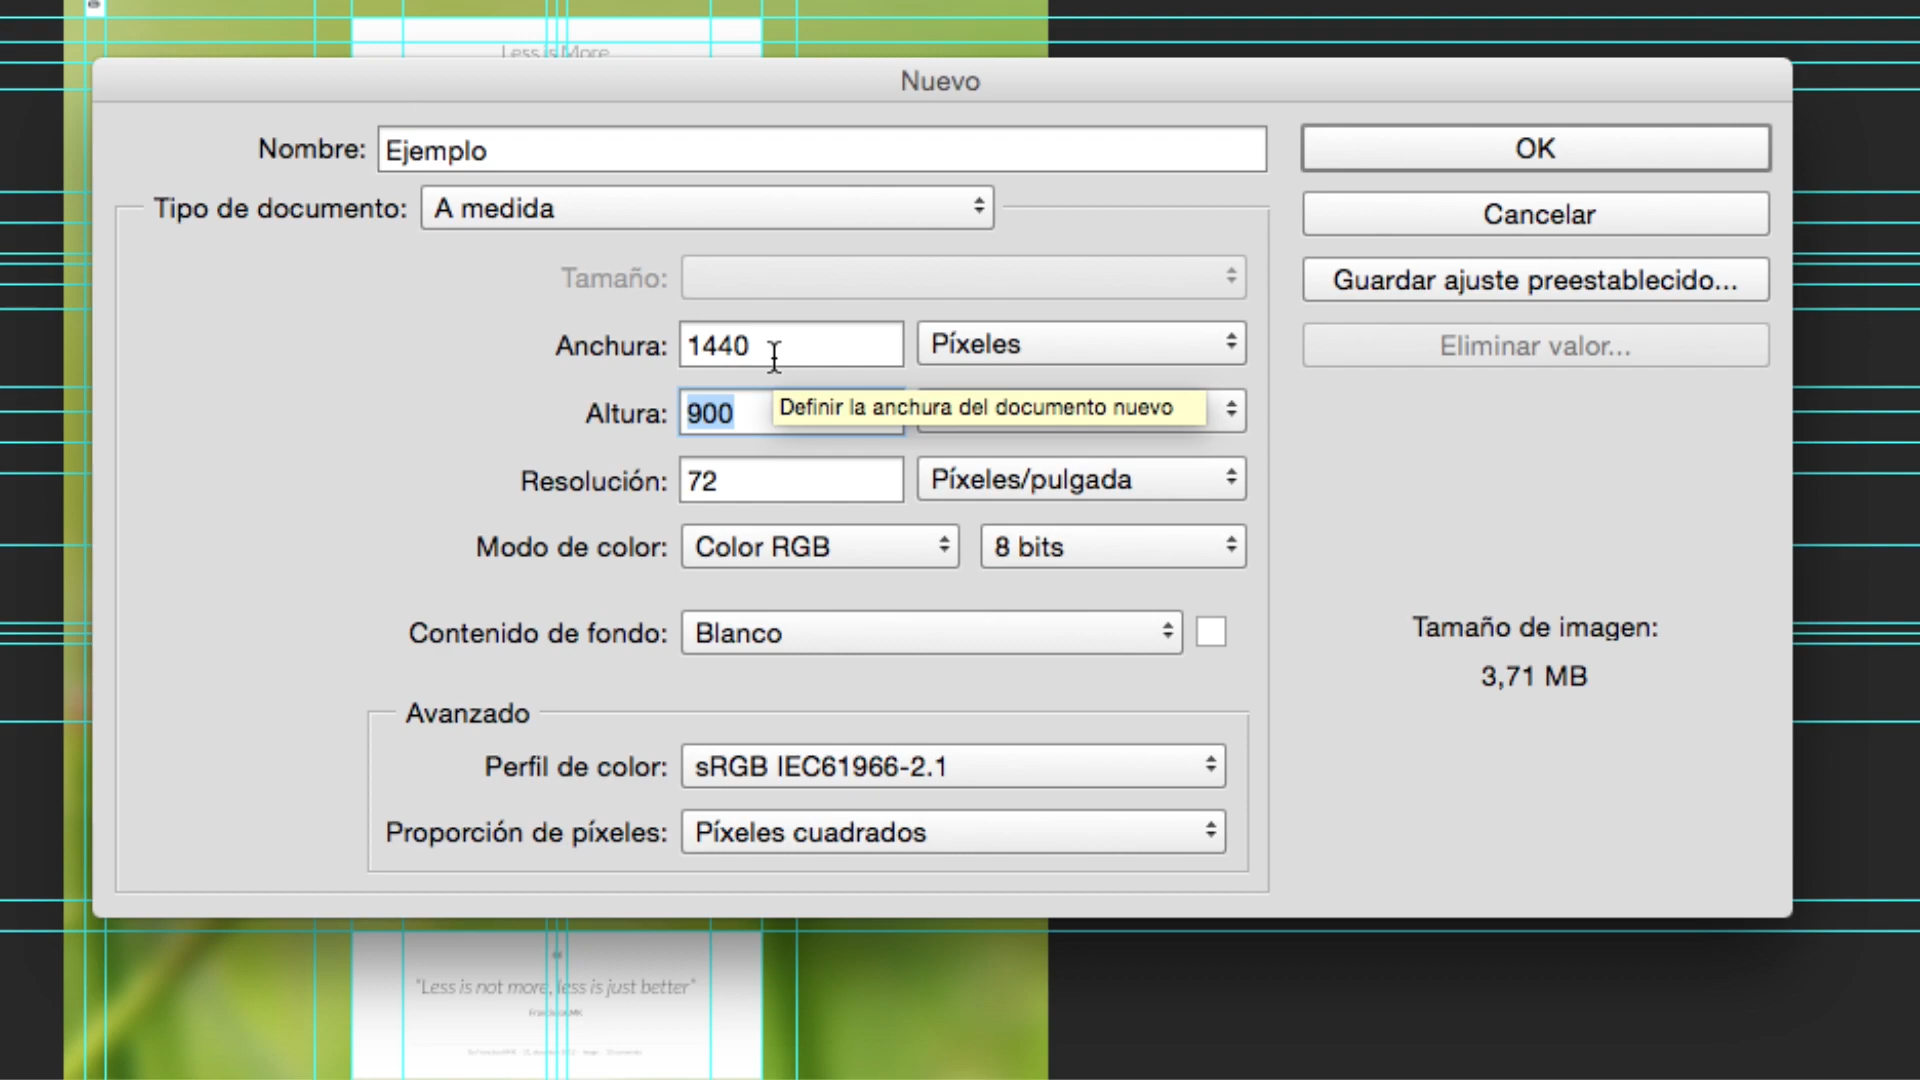 Less is More
Nuevo
Nombre: Ejemplo
OK
Tipo de documento: A medida
Cancelar
Tamaño:
Guardar ajuste preestablecido...
Anchura: 1440 Píxeles
Eliminar valor...
Altura: 900
Definir la anchura del documento nuevo
Resolución: 72 Píxeles/pulgada
Modo de color: Color RGB 8 bits
Contenido de fondo: Blanco
Tamaño de imagen:
3,71 MB
Avanzado
Perfil de color: sRGB IEC61966-2.1
Proporción de píxeles: Píxeles cuadrados
"Less is not more, less is just better"